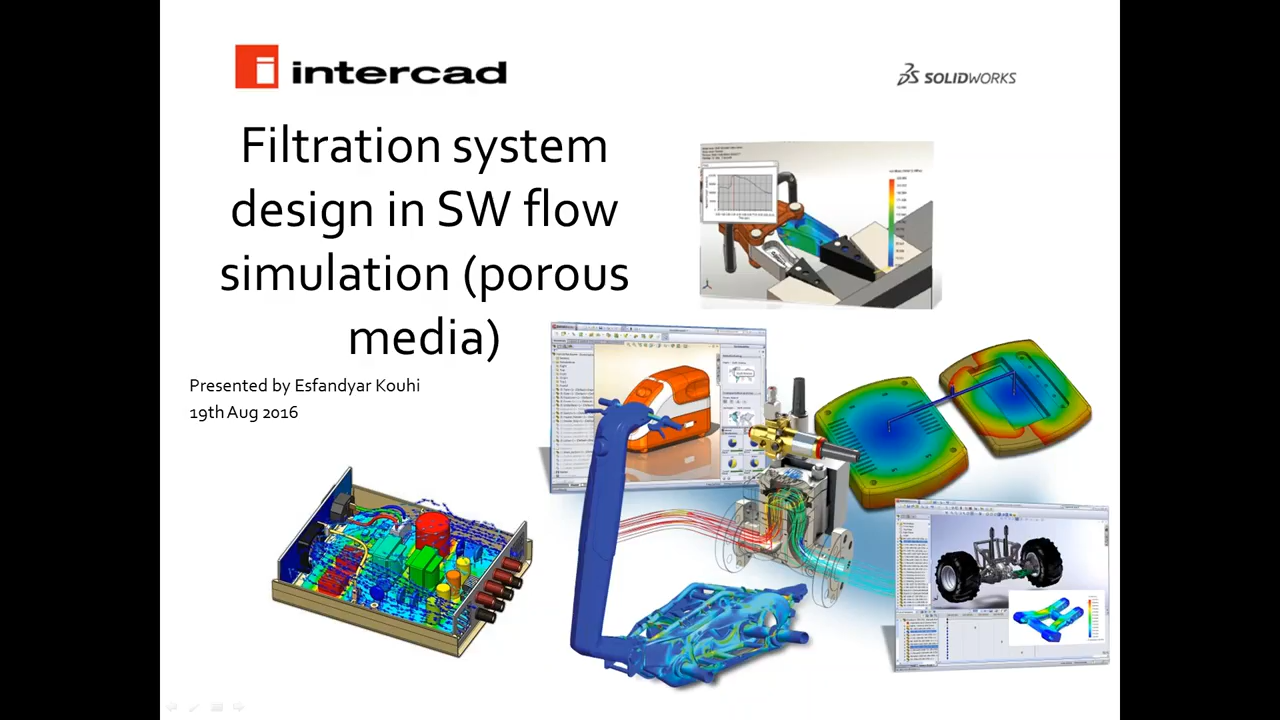 intercad
SOLIDWORKS
Filtration system
design in SW flow
simulation (porous
media)
Presented by Esfandyar Kouhi
19th Aug 2016